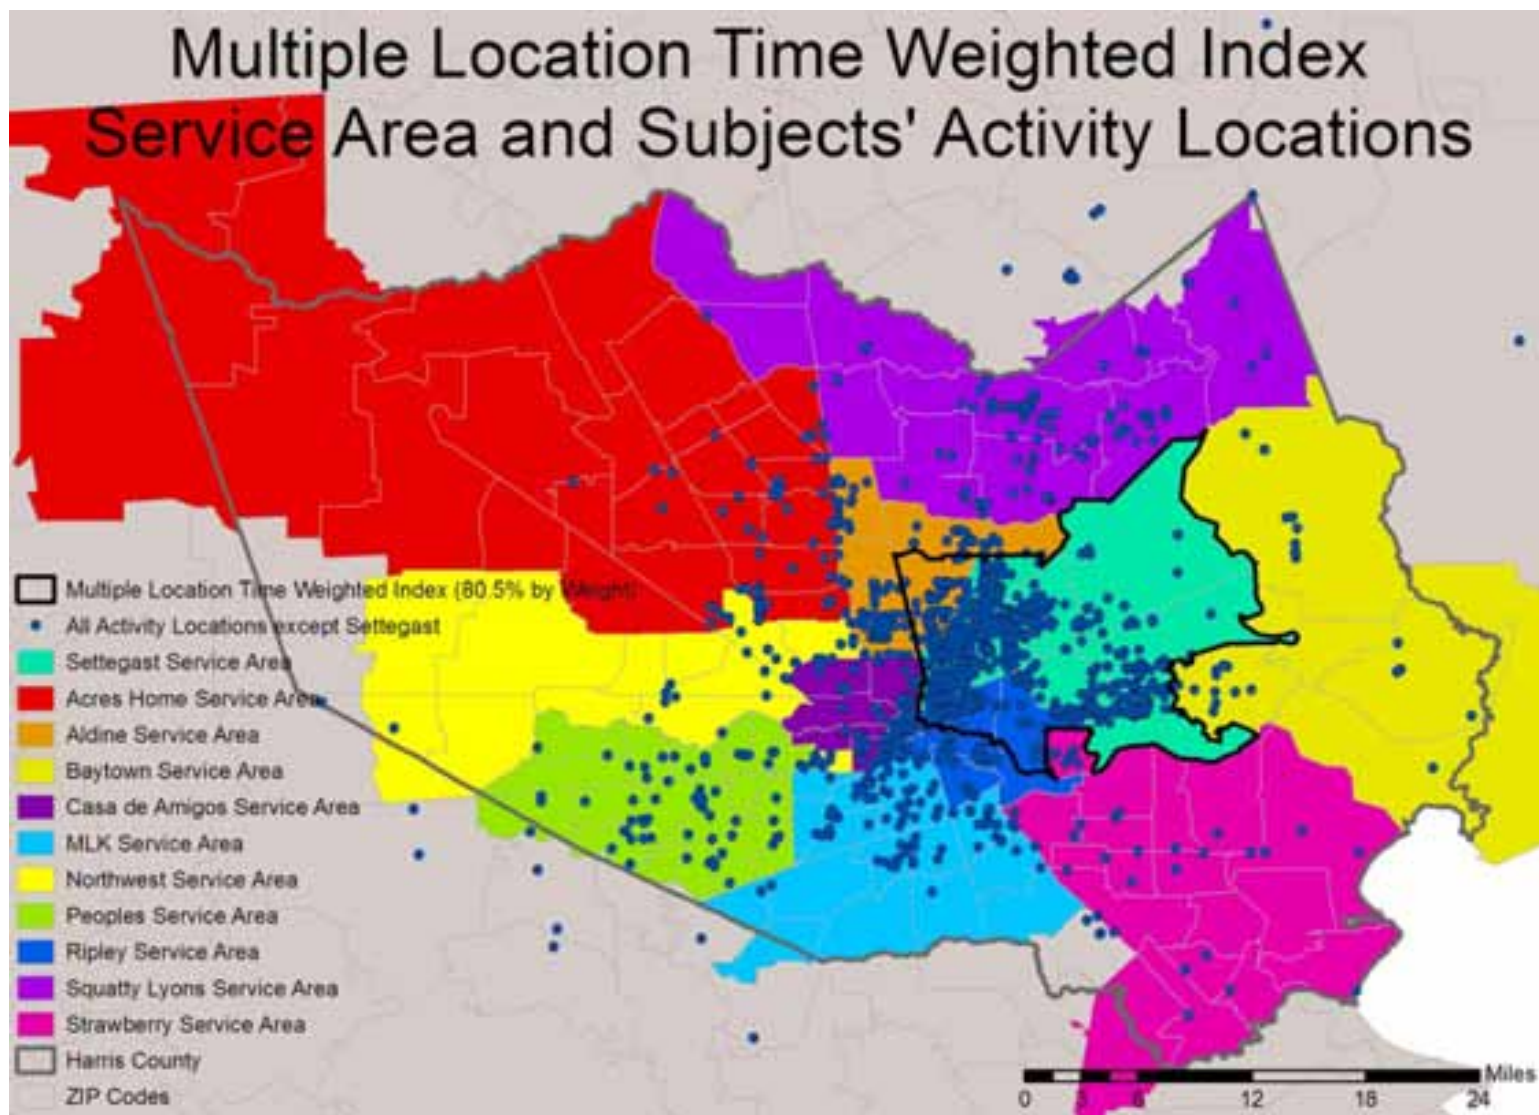 Multiple Location Time Weighted Index
Service Area and Subjects' Activity Locations
Multiple Location Time Weighted Index (80.5% by Weight)
All Activity Locations except Settegast
Settegast Service Area
Acres Home Service Area
Aldine Service Area
Baytown Service Area
Casa de Amigos Service Area
MLK Service Area
Northwest Service Area
Peoples Service Area
Ripley Service Area
Squatty Lyons Service Area
Strawberry Service Area
Harris County
ZIP Codes
Miles
0 3 6 12 18 24